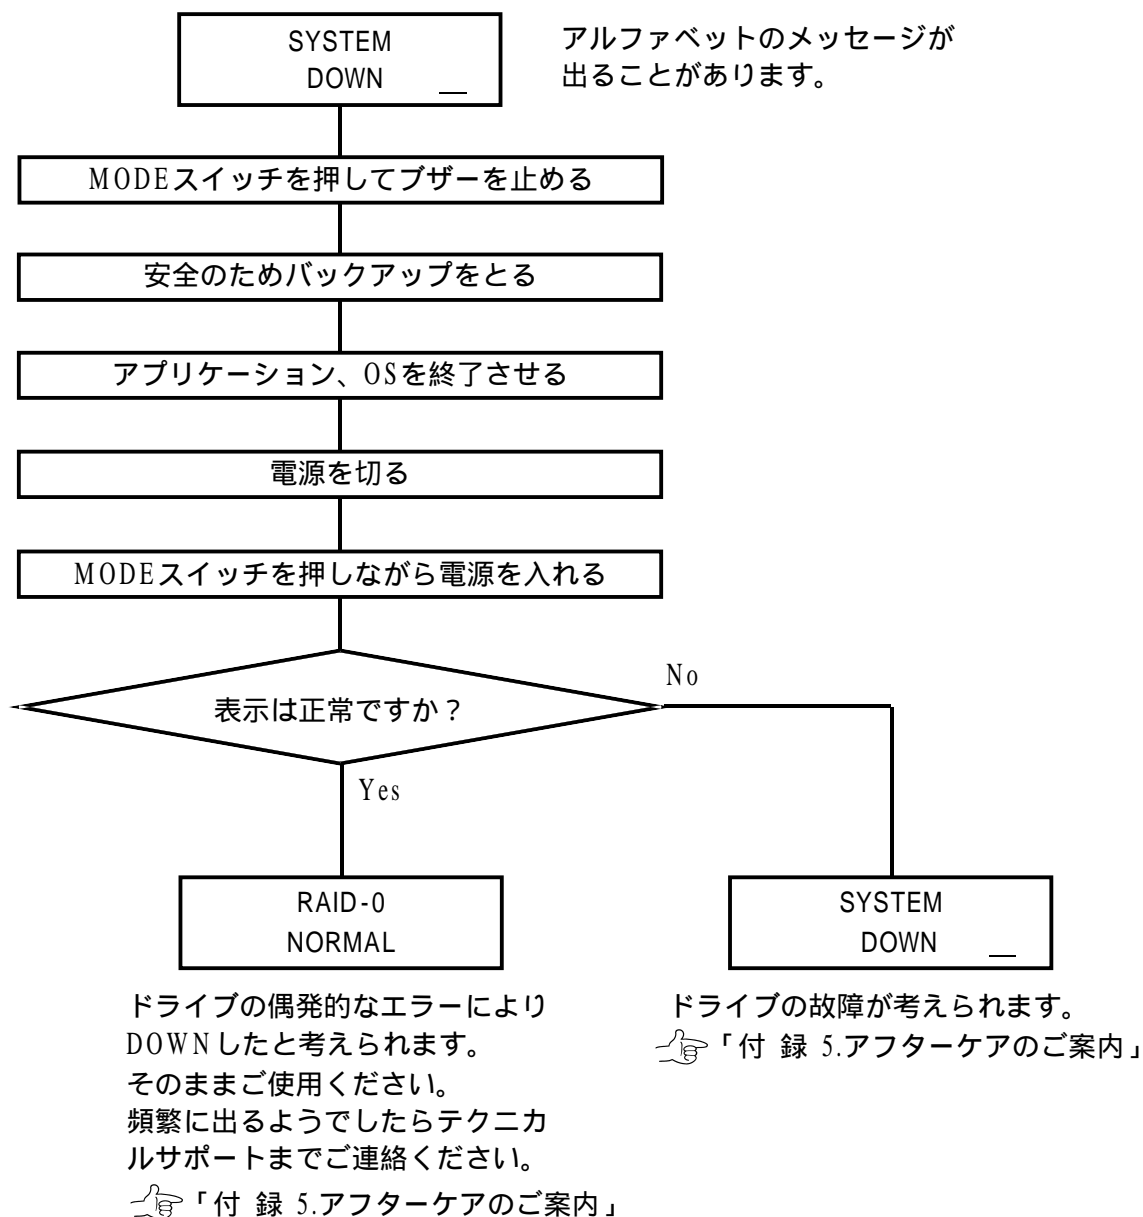 SYSTEM
DOWN _
アルファベットのメッセージが
出ることがあります。
MODEスイッチを押してブザーを止める
安全のためバックアップをとる
アプリケーション、OSを終了させる
電源を切る
MODEスイッチを押しながら電源を入れる
表示は正常ですか？
No
Yes
RAID-0
NORMAL
ドライブの偶発的なエラーにより
DOWNしたと考えられます。
そのままご使用ください。
頻繁に出るようでしたらテクニカ
ルサポートまでご連絡ください。
「付 録 5.アフターケアのご案内」
SYSTEM
DOWN _
ドライブの故障が考えられます。
「付 録 5.アフターケアのご案内」